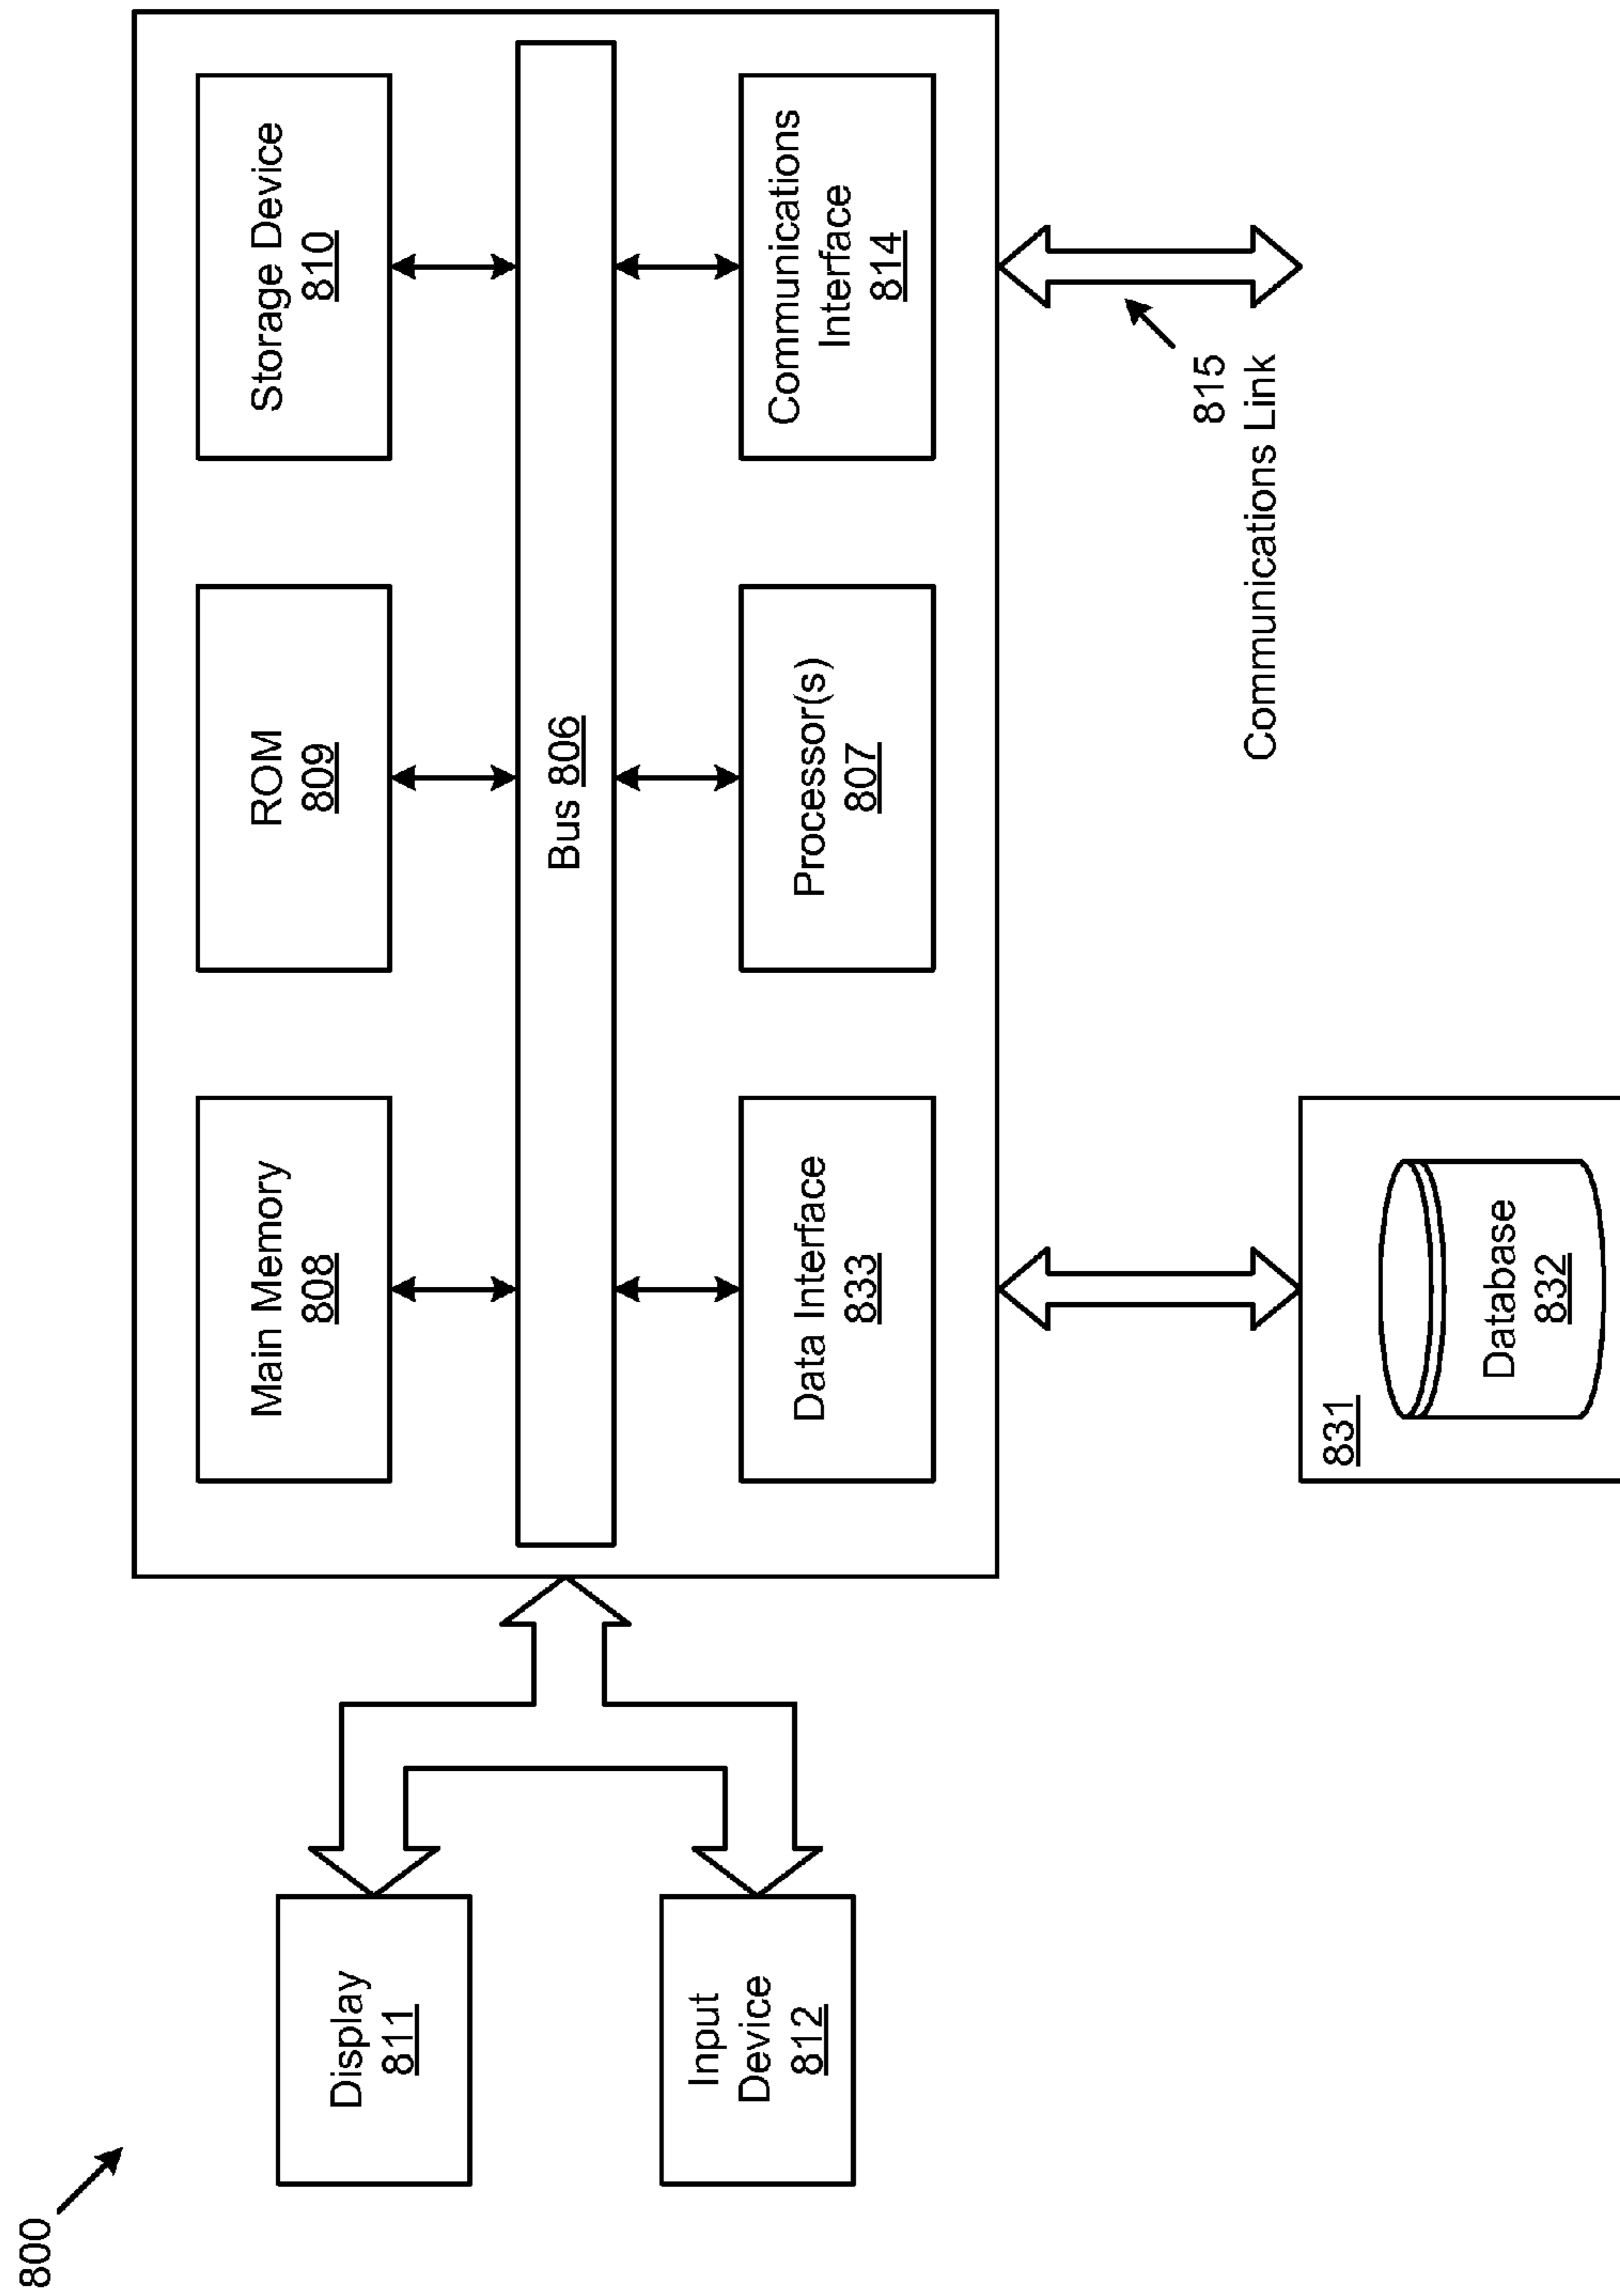 800
Display
811
Input
Device
812
Main Memory
808
ROM
809
Storage Device
810
Bus 806
Data Interface
833
Processor(s)
807
Communications
Interface
814
815
Communications Link
831
Database
832